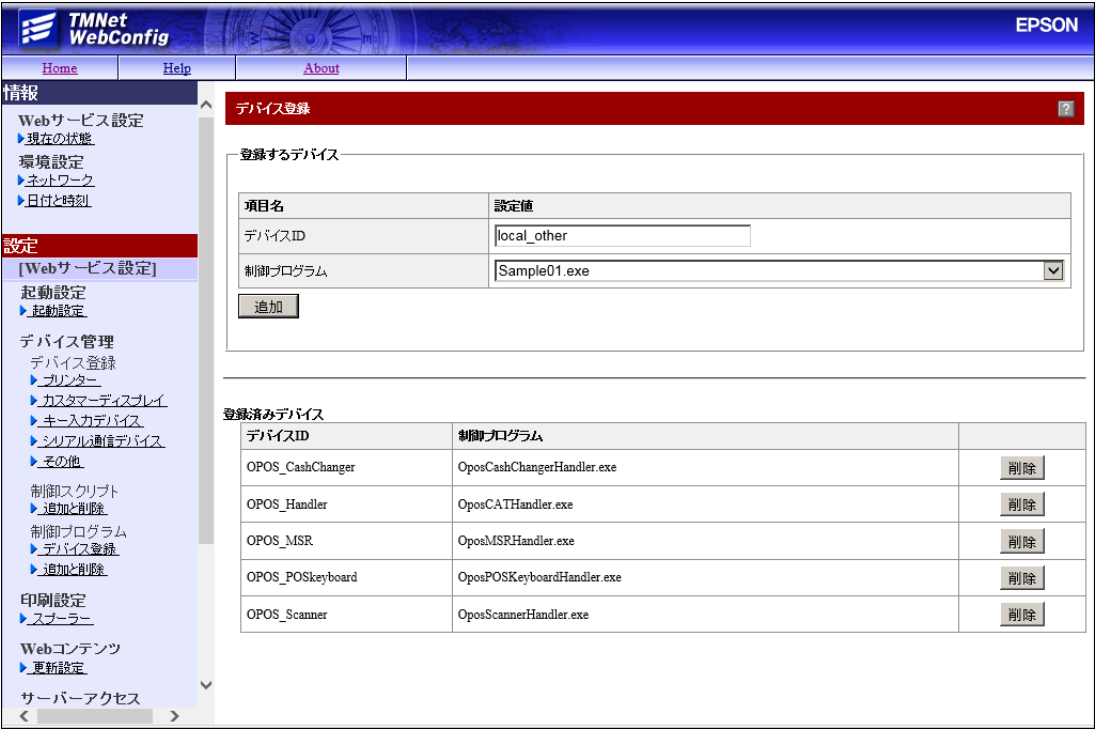 TMNet
WebConfig
EPSON
Home Help About
情報
Webサービス設定
現在の状態
環境設定
ネットワーク
日付と時刻
設定
[Webサービス設定]
起動設定
起動設定
デバイス管理
デバイス登録
プリンター
カスタマーディスプレイ
キー入力デバイス
シリアル通信デバイス
その他
制御スクリプト
追加と削除
制御プログラム
デバイス登録
追加と削除
印刷設定
スプーラー
Webコンテンツ
更新設定
サーバーアクセス
デバイス登録 ?
登録するデバイス
項目名 設定値
デバイスID local_other
制御プログラム Sample01.exe
追加
登録済みデバイス
デバイスID 制御プログラム
OPOS_CashChanger OposCashChangerHandler.exe 削除
OPOS_Handler OposCATHandler.exe 削除
OPOS_MSR OposMSRHandler.exe 削除
OPOS_POSkeyboard OposPOSKeyboardHandler.exe 削除
OPOS_Scanner OposScannerHandler.exe 削除